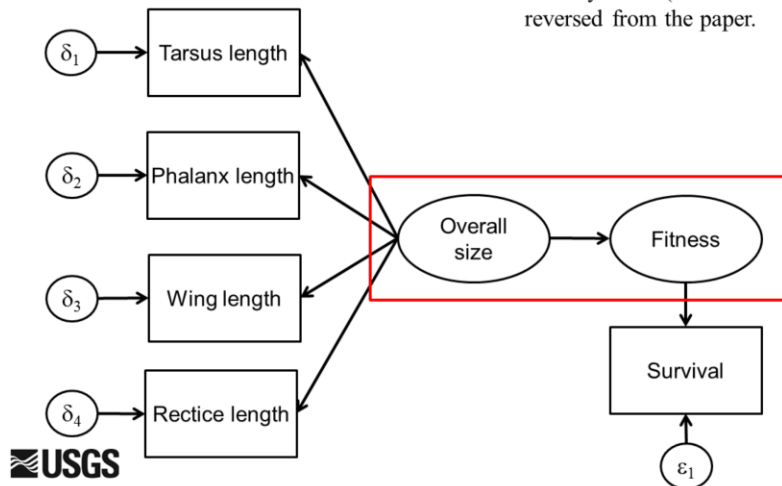 reversed from the paper.
δ1
Tarsus length
δ2
Phalanx length
Overall
size
Fitness
δ3
Wing length
Survival
δ4
Rectice length
USGS
ε1